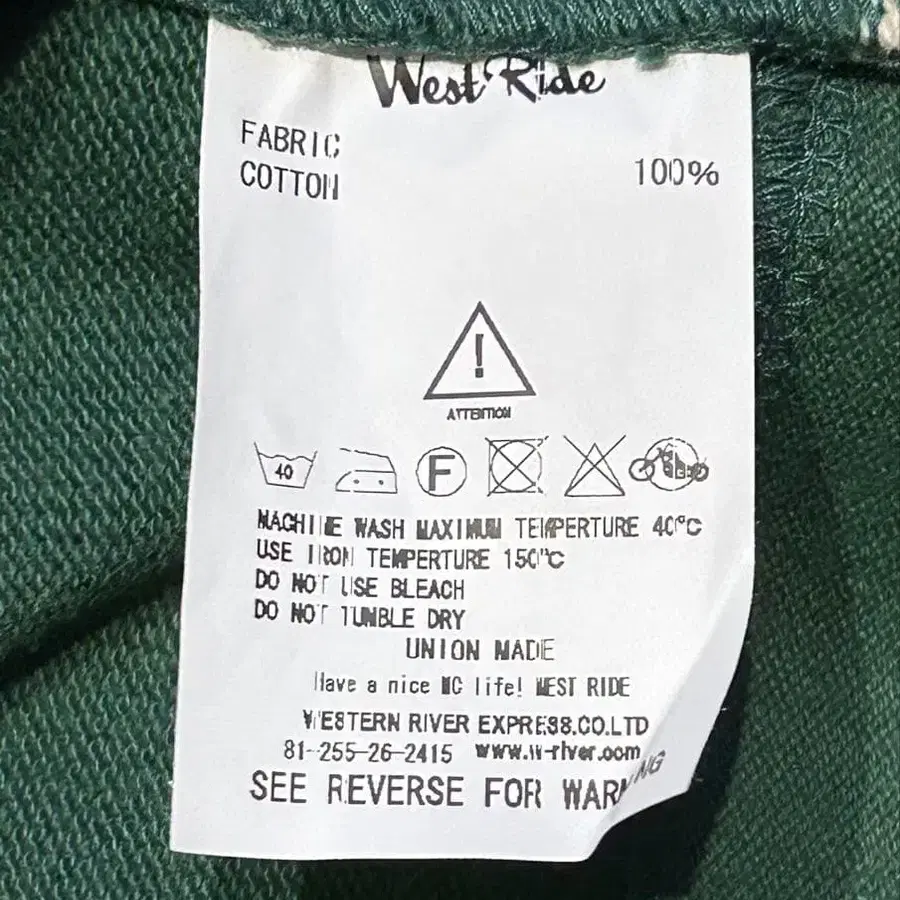 West Ride
FABRIC
COTTON 100%
!
ATTENTION
40
F
MACHINE WASH MAXIMUM TEMPERTURE 40°C
USE IRON TEMPERTURE 150°C
DO NOT USE BLEACH
DO NOT TUMBLE DRY
UNION MADE
Have a nice MC life! WEST RIDE
WESTERN RIVER EXPRESS.CO.LTD
81-255-26-2415 www.w-river.com
SEE REVERSE FOR WARNING